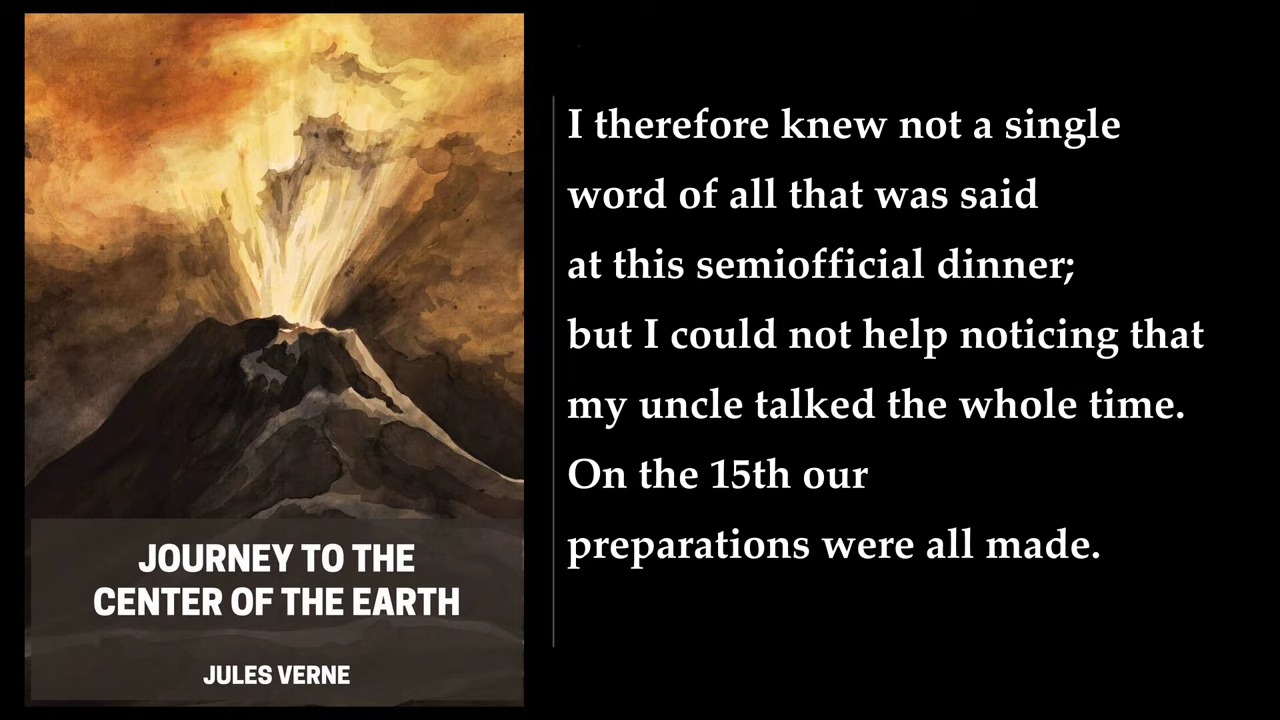 JOURNEY TO THE
CENTER OF THE EARTH
JULES VERNE
I therefore knew not a single
word of all that was said
at this semiofficial dinner;
but I could not help noticing that
my uncle talked the whole time.
On the 15th our
preparations were all made.